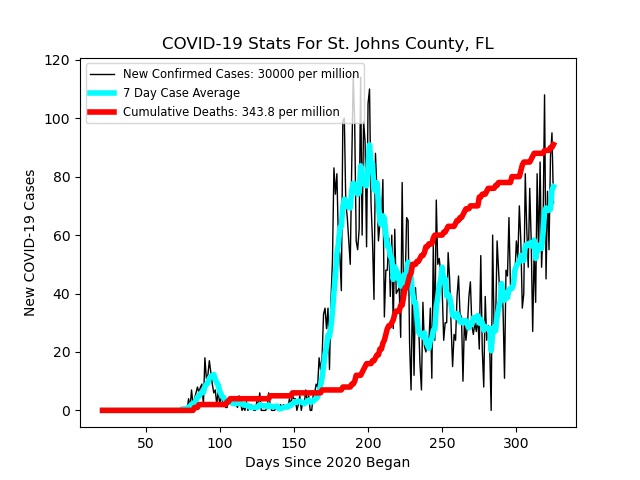 COVID-19 Stats For St. Johns County, FL
New Confirmed Cases: 30000 per million
7 Day Case Average
Cumulative Deaths: 343.8 per million
New COVID-19 Cases
120
100
80
60
40
20
0
50 100 150 200 250 300
Days Since 2020 Began